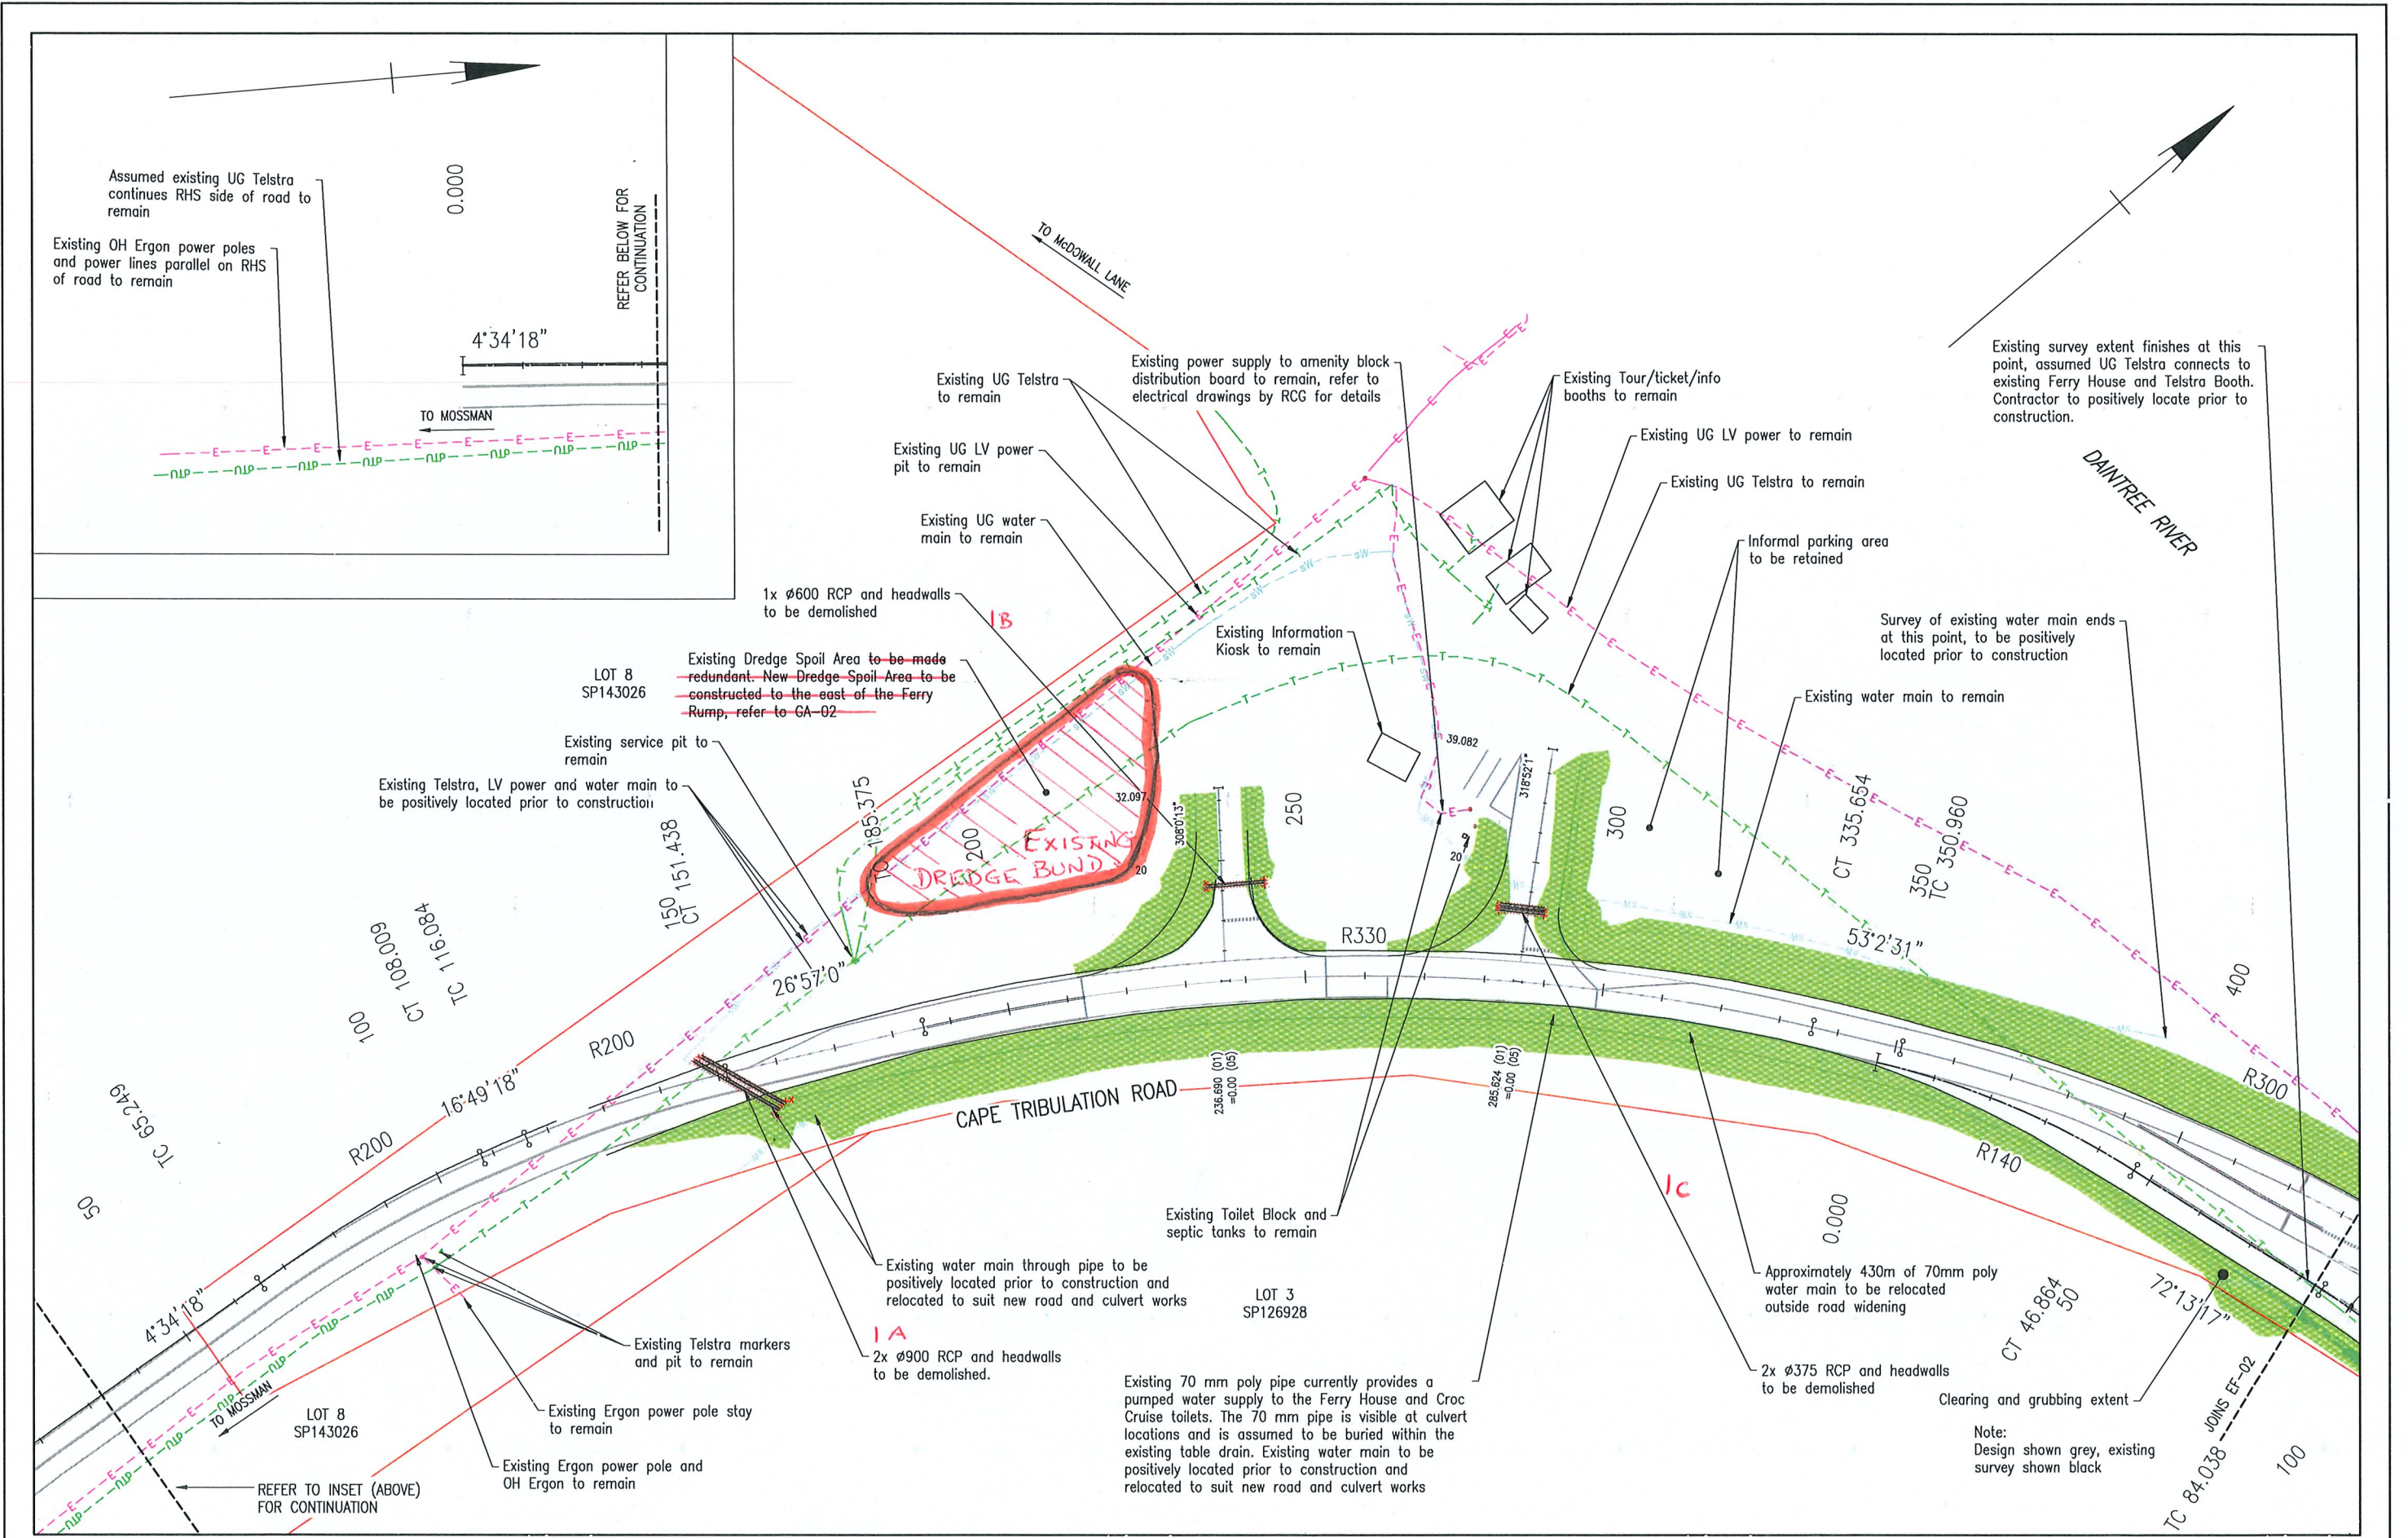 Assumed existing UG Telstra
continues RHS side of road to
remain
Existing OH Ergon power poles
and power lines parallel on RHS
of road to remain
0.000
REFER BELOW FOR
CONTINUATION
4°34'18"
TO MOSSMAN
TO McDOWALL LANE
Existing UG Telstra
to remain
Existing power supply to amenity block
distribution board to remain, refer to
electrical drawings by RCG for details
Existing Tour/ticket/info
booths to remain
Existing survey extent finishes at this
point, assumed UG Telstra connects to
existing Ferry House and Telstra Booth.
Contractor to positively locate prior to
construction.
Existing UG LV power
pit to remain
Existing UG LV power to remain
Existing UG Telstra to remain
DAINTREE RIVER
Existing UG water
main to remain
Informal parking area
to be retained
1x ø600 RCP and headwalls
to be demolished
1B
Existing Information
Kiosk to remain
Survey of existing water main ends
at this point, to be positively
located prior to construction
Existing water main to remain
LOT 8
SP143026
Existing Dredge Spoil Area to be made
redundant. New Dredge Spoil Area to be
constructed to the east of the Ferry
Rump, refer to GA-02
Existing service pit to
remain
Existing Telstra, LV power and water main to
be positively located prior to construction
EXISTING
DREDGE BUND
39.082
32.097
308°0'13"
318°52'1"
20
20
50
TC 65.249
100
CT 108.009
TC 116.084
150
CT 151.438
TC 185.375
200
250
300
CT 335.654
350
TC 350.960
400
R200
16°49'18"
R200
26°57'0"
R330
53°2'31"
R300
R140
4°34'18"
CAPE TRIBULATION ROAD
236.690 (01)
=0.00 (05)
285.624 (01)
=0.00 (05)
1C
0.000
CT 46.864
50
72°13'17"
TC 84.038
100
JOINS EF-02
Existing Toilet Block and
septic tanks to remain
Existing water main through pipe to be
positively located prior to construction and
relocated to suit new road and culvert works
LOT 3
SP126928
Approximately 430m of 70mm poly
water main to be relocated
outside road widening
1A
2x ø900 RCP and headwalls
to be demolished.
Existing Telstra markers
and pit to remain
2x ø375 RCP and headwalls
to be demolished
Existing 70 mm poly pipe currently provides a
pumped water supply to the Ferry House and Croc
Cruise toilets. The 70 mm pipe is visible at culvert
locations and is assumed to be buried within the
existing table drain. Existing water main to be
positively located prior to construction and
relocated to suit new road and culvert works
Clearing and grubbing extent
TO MOSSMAN
LOT 8
SP143026
Existing Ergon power pole stay
to remain
Note:
Design shown grey, existing
survey shown black
Existing Ergon power pole and
OH Ergon to remain
REFER TO INSET (ABOVE)
FOR CONTINUATION